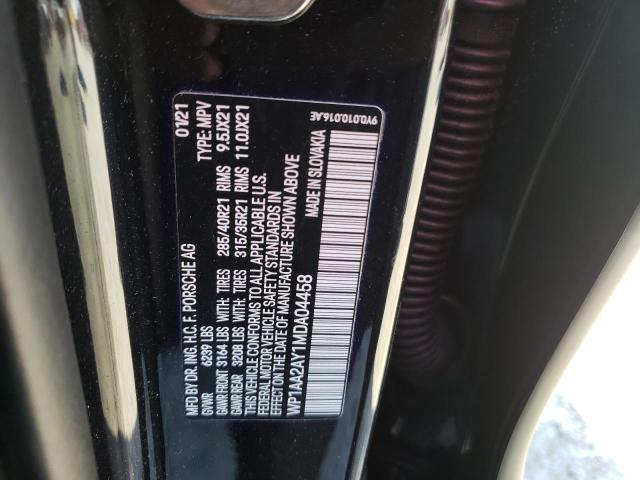 MFD BY DR. ING. H.C. F. PORSCHE AG 01/21
GVWR 6239 LBS TYPE: MPV
GAWR FRONT 3164 LBS WITH: TIRES 285/40R21 RIMS 9.5JX21
GAWR REAR 3208 LBS WITH: TIRES 315/35R21 RIMS 11.0JX21
THIS VEHICLE CONFORMS TO ALL APPLICABLE U.S.
FEDERAL MOTOR VEHICLE SAFETY STANDARDS IN
EFFECT ON THE DATE OF MANUFACTURE SHOWN ABOVE
WP1AA2AY1MDA04458 MADE IN SLOVAKIA
9Y0.010.016.AE